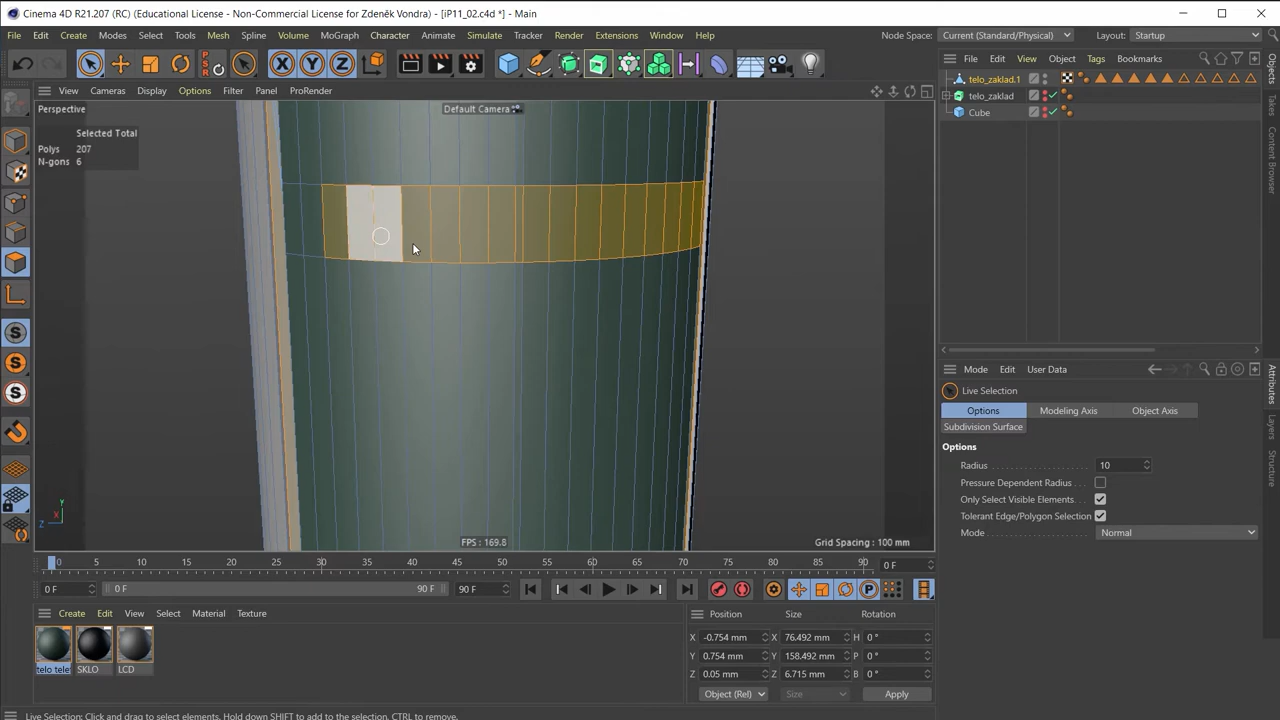 Cinema 4D R21.207 (RC) (Educational License - Non-Commercial License for Zdeněk Vondra) - [iP11_02.c4d *] - Main
File Edit Create Modes Select Tools Mesh Spline Volume MoGraph Character Animate Simulate Tracker Render Extensions Window Help Node Space: Current (Standard/Physical) Layout: Startup
X Y Z
PSR
File Edit View Object Tags Bookmarks
View Cameras Display Options Filter Panel ProRender
Perspective
Default Camera
Selected Total
Polys 207
N-gons 6
telo_zaklad.1
telo_zaklad
Cube
Objects
Content Browser
Mode Edit User Data
Live Selection
Options Modeling Axis Object Axis
Subdivision Surface
Options
Radius 10
Pressure Dependent Radius
Only Select Visible Elements
Tolerant Edge/Polygon Selection
Mode Normal
Attributes
Layers
Structure
S
S
S
Y
X
Z
FPS : 169.8
Grid Spacing : 100 mm
0 5 10 15 20 25 30 35 40 45 50 55 60 65 70 75 80 85 90 0 F
0 F 0 F 90 F 90 F
P
Create Edit View Select Material Texture
telo telef
SKLO
LCD
Position Size Rotation
X -0.754 mm X 76.492 mm H 0 °
Y 0.754 mm Y 158.492 mm P 0 °
Z 0.05 mm Z 6.715 mm B 0 °
Object (Rel) Size Apply
Live Selection: Click and drag to select elements. Hold down SHIFT to add to the selection, CTRL to remove.